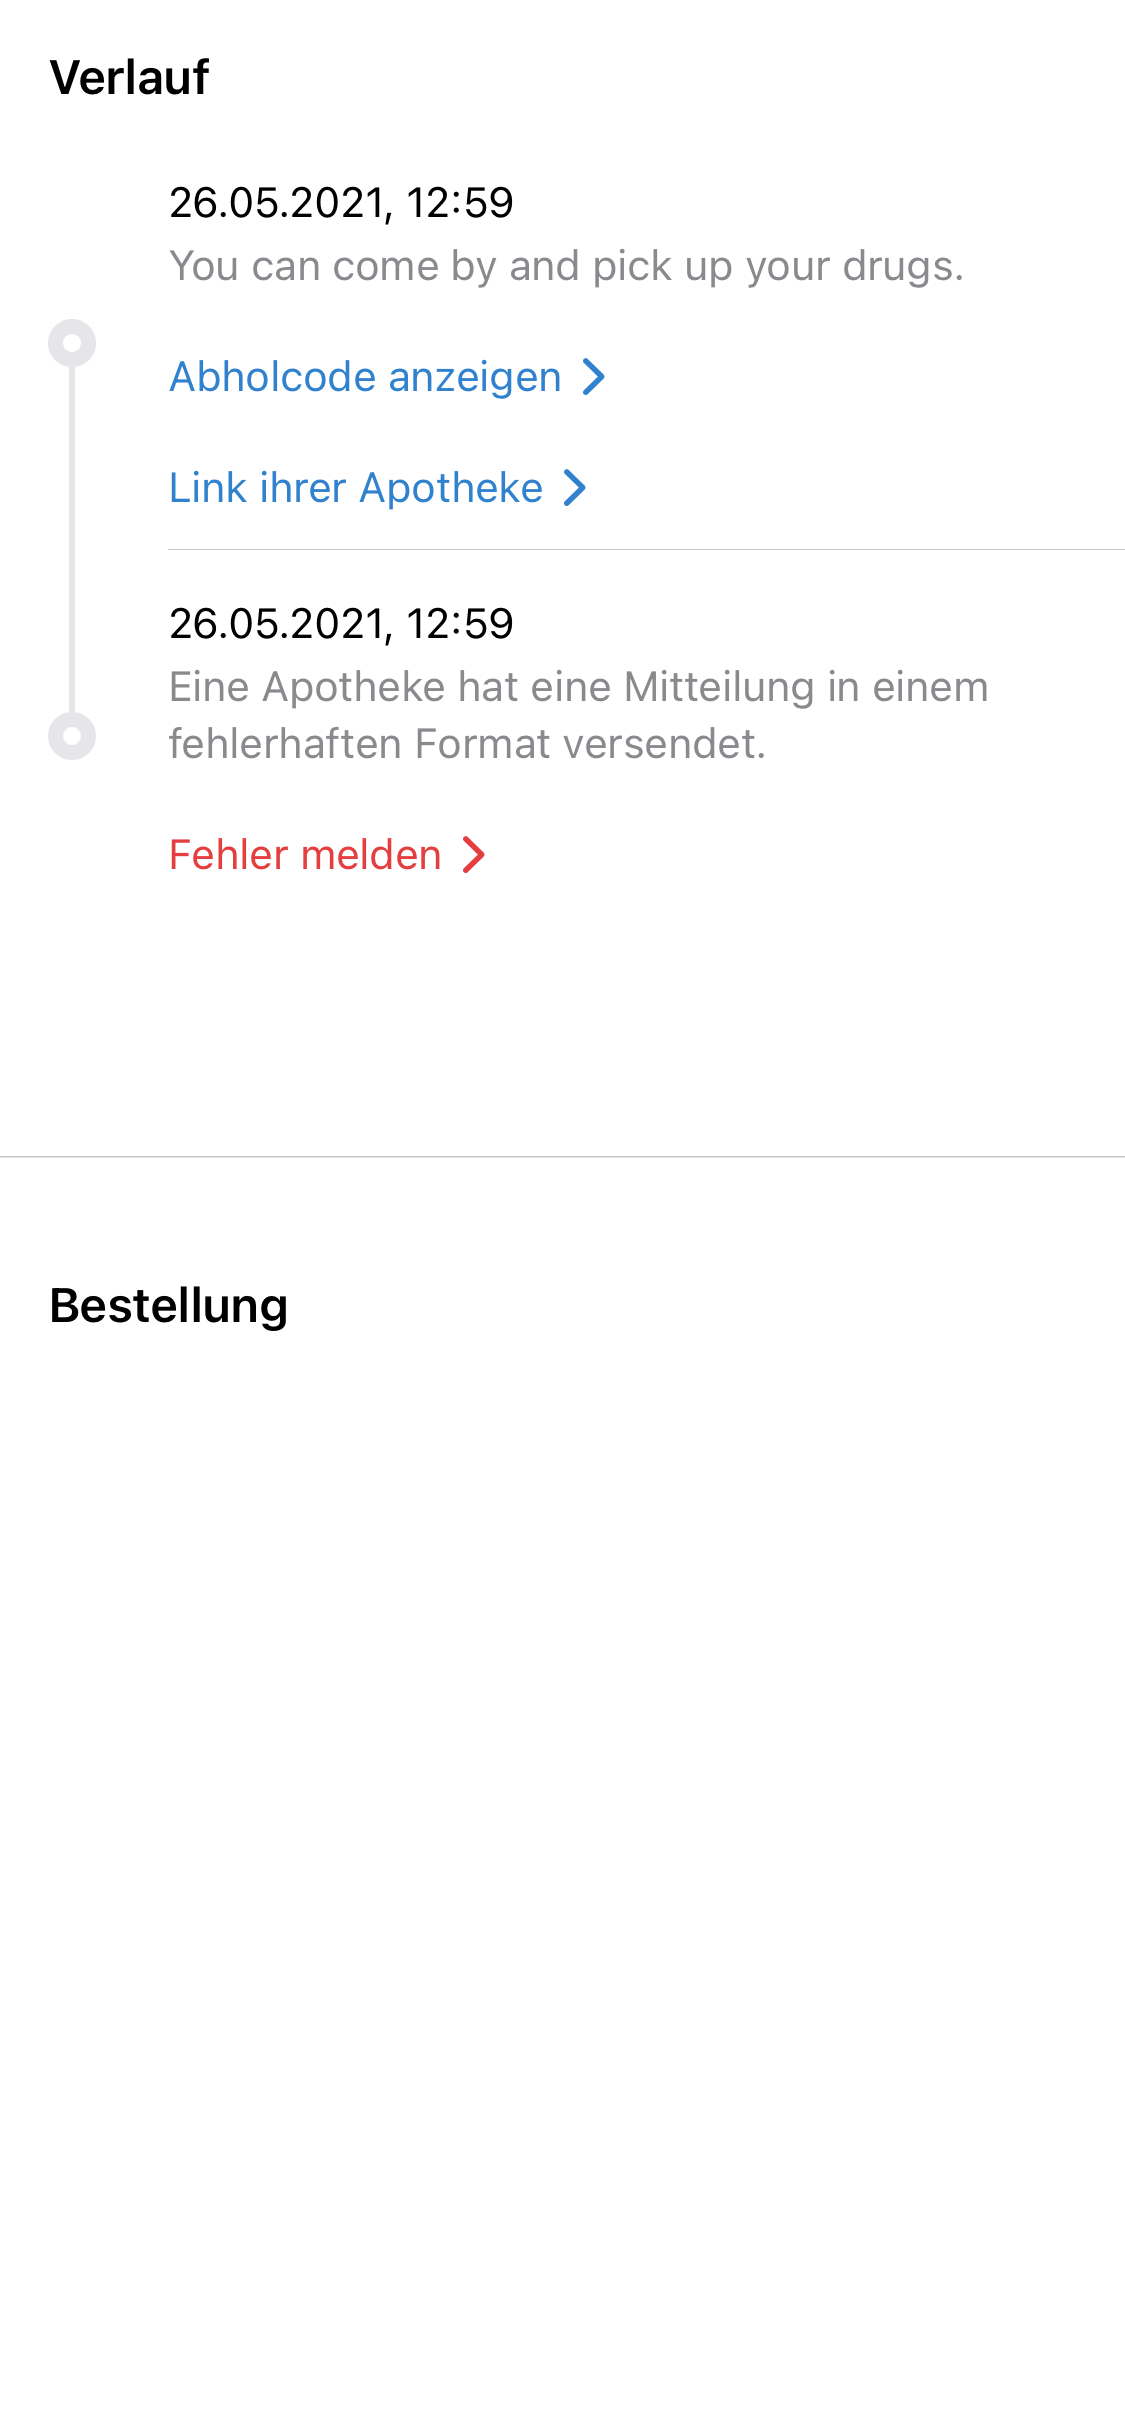 Verlauf
26.05.2021, 12:59
You can come by and pick up your drugs.
Abholcode anzeigen
Link ihrer Apotheke
26.05.2021, 12:59
Eine Apotheke hat eine Mitteilung in einem
fehlerhaften Format versendet.
Fehler melden
Bestellung